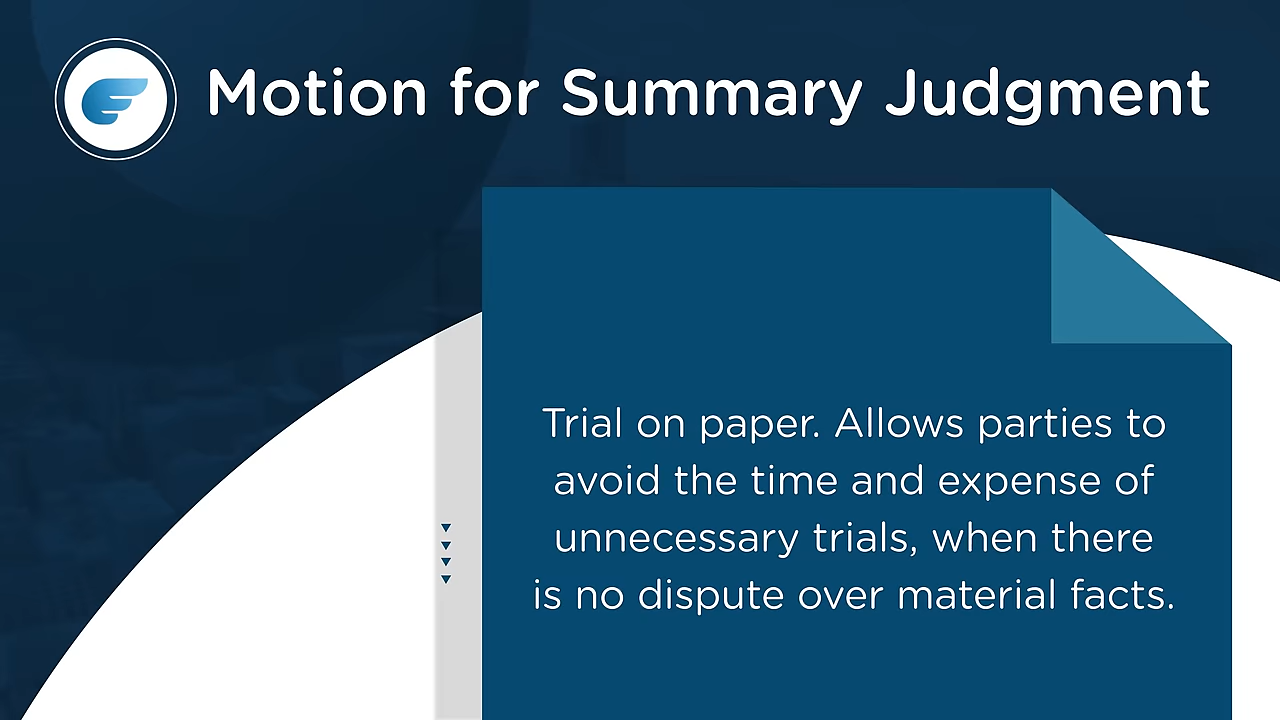 Motion for Summary Judgment
Trial on paper. Allows parties to
avoid the time and expense of
unnecessary trials, when there
is no dispute over material facts.